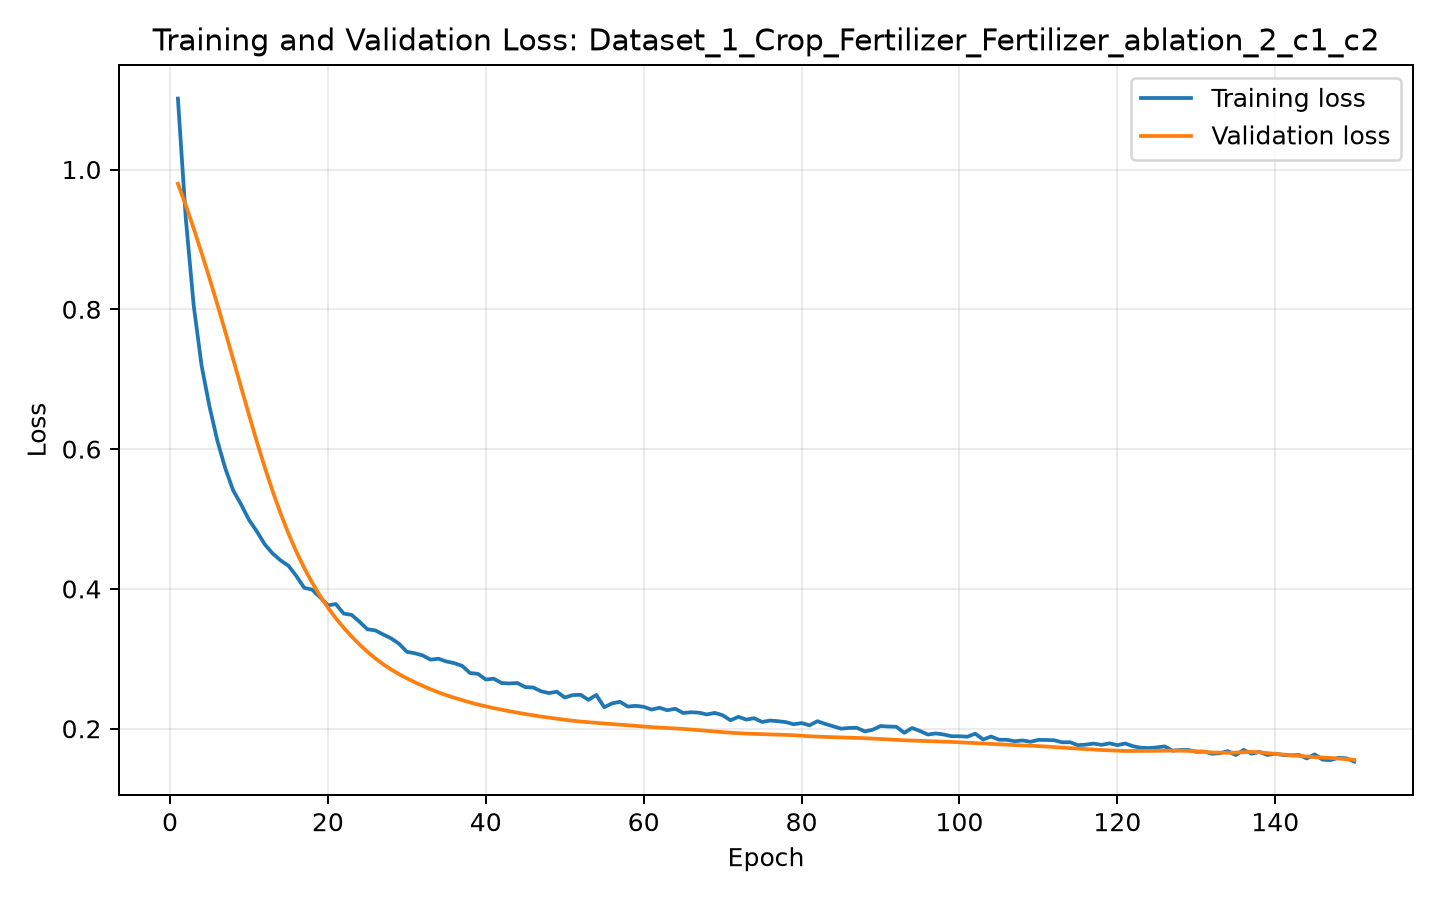 Training and Validation Loss: Dataset_1_Crop_Fertilizer_Fertilizer_ablation_2_c1_c2
Training loss
Validation loss
1.0
0.8
0.6
0.4
0.2
Loss
0 20 40 60 80 100 120 140
Epoch